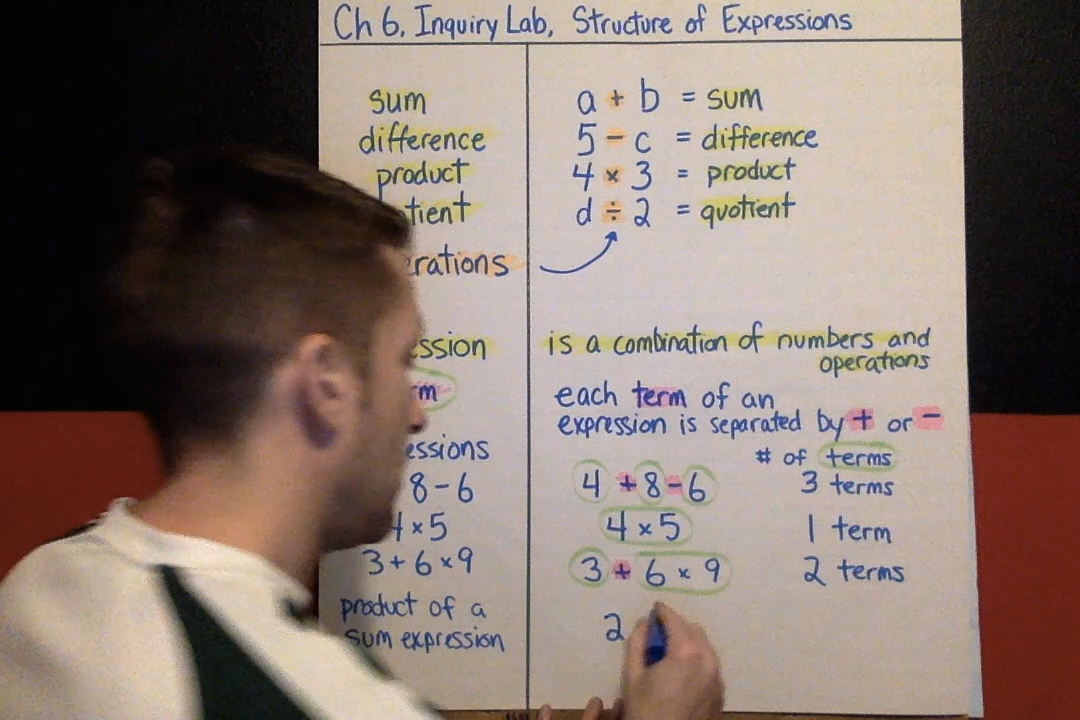 Ch 6, Inquiry Lab, Structure of Expressions
sum
difference
product
tient
erations
ession
rm
essions
8 - 6
4 × 5
3 + 6 × 9
product of a
sum expression
a + b = sum
5 - c = difference
4 × 3 = product
d ÷ 2 = quotient
is a combination of numbers and
operations
each term of an
expression is separated by + or -
# of terms
4 + 8 - 6 3 terms
4 × 5 1 term
3 + 6 × 9 2 terms
2